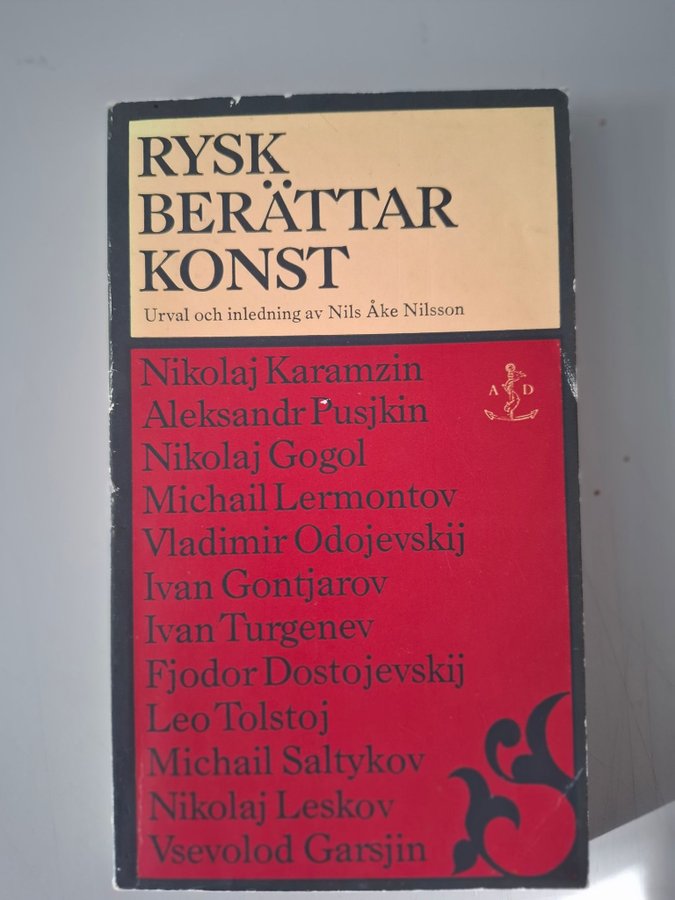 RYSK
BERÄTTAR
KONST
Urval och inledning av Nils Åke Nilsson
Nikolaj Karamzin
A D
Aleksandr Pusjkin
Nikolaj Gogol
Michail Lermontov
Vladimir Odojevskij
Ivan Gontjarov
Ivan Turgenev
Fjodor Dostojevskij
Leo Tolstoj
Michail Saltykov
Nikolaj Leskov
Vsevolod Garsjin